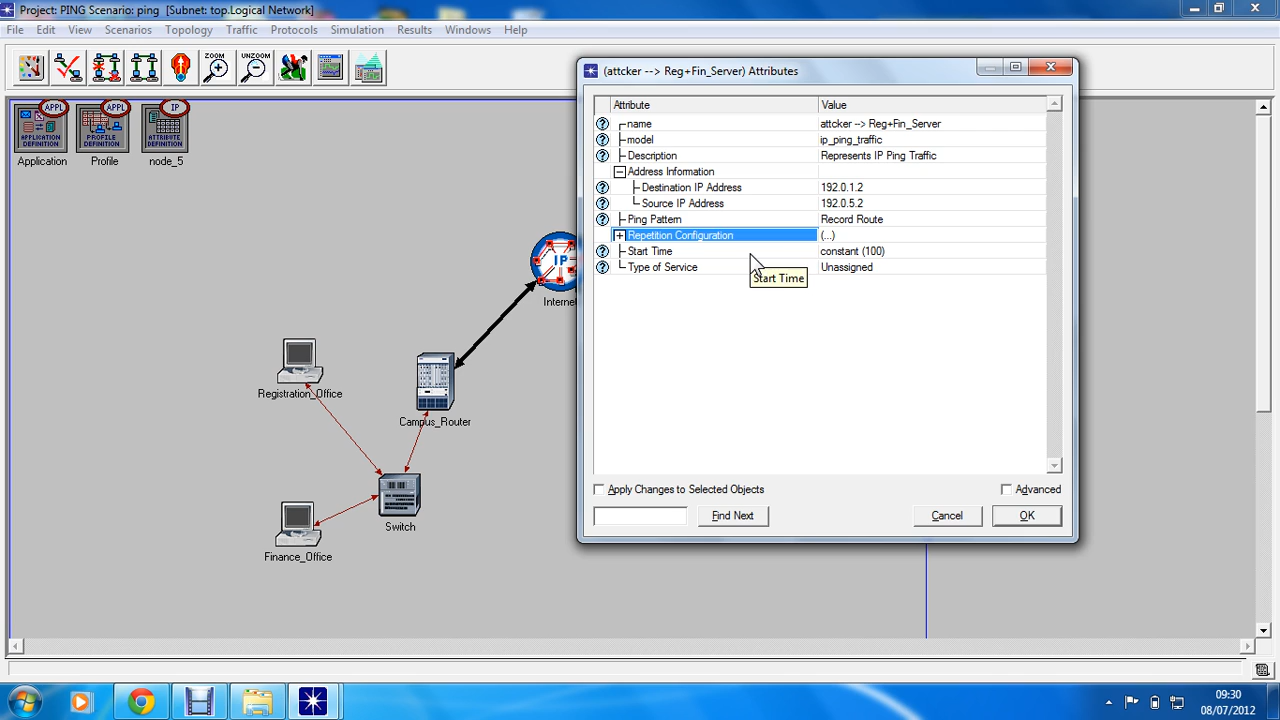 Project: PING Scenario: ping [Subnet: top.Logical Network]
File Edit View Scenarios Topology Traffic Protocols Simulation Results Windows Help
ZOOM UNZOOM
APPL APPL IP
APPLICATION DEFINITION PROFILE DEFINITION ATTRIBUTE DEFINITION
Application Profile node_5
IP
Internet
Registration_Office
Campus_Router
Switch
Finance_Office
(attcker --> Reg+Fin_Server) Attributes
Attribute Value
name attcker --> Reg+Fin_Server
model ip_ping_traffic
Description Represents IP Ping Traffic
Address Information
Destination IP Address 192.0.1.2
Source IP Address 192.0.5.2
Ping Pattern Record Route
Repetition Configuration (...)
Start Time constant (100)
Type of Service Unassigned
Start Time
Apply Changes to Selected Objects Advanced
Find Next Cancel OK
09:30
08/07/2012